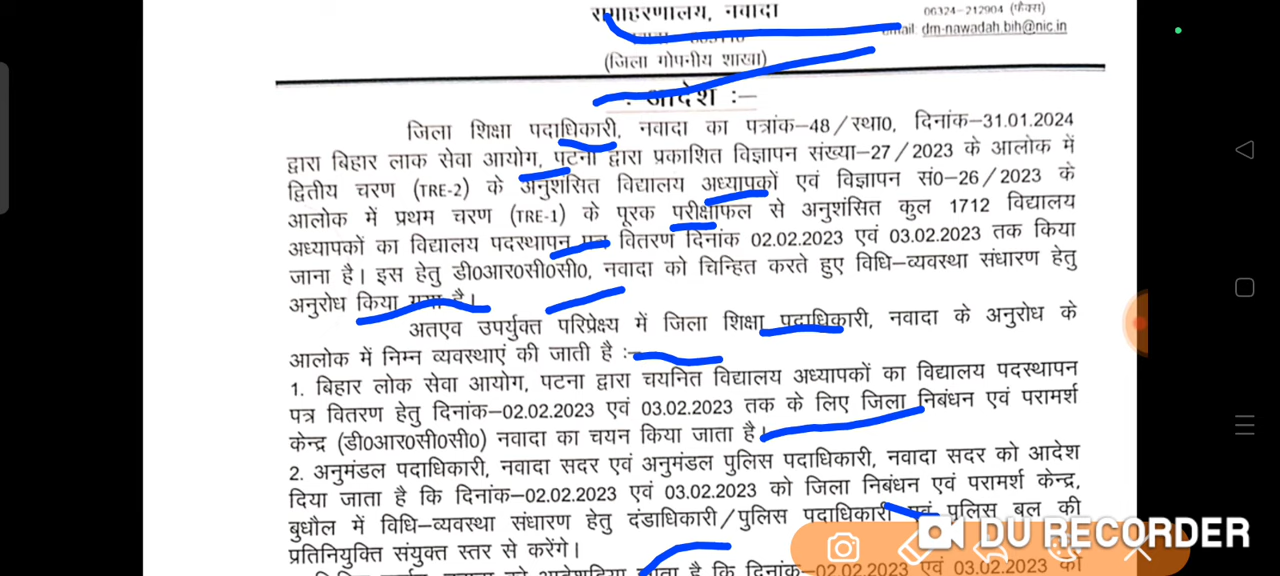 समाहरणालय, नवादा
06324-212904 (फैक्स)
email: dm-nawadah.bih@nic.in
(जिला गोपनीय शाखा)
: आदेश :—
जिला शिक्षा पदाधिकारी, नवादा का पत्रांक-48/स्था0, दिनांक-31.01.2024
द्वारा बिहार लाक सेवा आयोग, पटना द्वारा प्रकाशित विज्ञापन संख्या-27/2023 के आलोक में
द्वितीय चरण (TRE-2) के अनुशंसित विद्यालय अध्यापकों एवं विज्ञापन सं0-26/2023 के
आलोक में प्रथम चरण (TRE-1) के पूरक परीक्षाफल से अनुशंसित कुल 1712 विद्यालय
अध्यापकों का विद्यालय पदस्थापन पत्र वितरण दिनांक 02.02.2023 एवं 03.02.2023 तक किया
जाना है। इस हेतु डी0आर0सी0सी0, नवादा को चिन्हित करते हुए विधि-व्यवस्था संधारण हेतु
अनुरोध किया गया है।
अतएव उपर्युक्त परिप्रेक्ष्य में जिला शिक्षा पदाधिकारी, नवादा के अनुरोध के
आलोक में निम्न व्यवस्थाएं की जाती है :-
1. बिहार लोक सेवा आयोग, पटना द्वारा चयनित विद्यालय अध्यापकों का विद्यालय पदस्थापन
पत्र वितरण हेतु दिनांक-02.02.2023 एवं 03.02.2023 तक के लिए जिला निबंधन एवं परामर्श
केन्द्र (डी0आर0सी0सी0) नवादा का चयन किया जाता है।
2. अनुमंडल पदाधिकारी, नवादा सदर एवं अनुमंडल पुलिस पदाधिकारी, नवादा सदर को आदेश
दिया जाता है कि दिनांक-02.02.2023 एवं 03.02.2023 को जिला निबंधन एवं परामर्श केन्द्र,
बुधौल में विधि-व्यवस्था संधारण हेतु दंडाधिकारी/पुलिस पदाधिकारी एवं पुलिस बल की
प्रतिनियुक्ति संयुक्त स्तर से करेंगे।
जाता है कि दिनांक-02.02.2023 एवं 03.02.2023 को
DU RECORDER